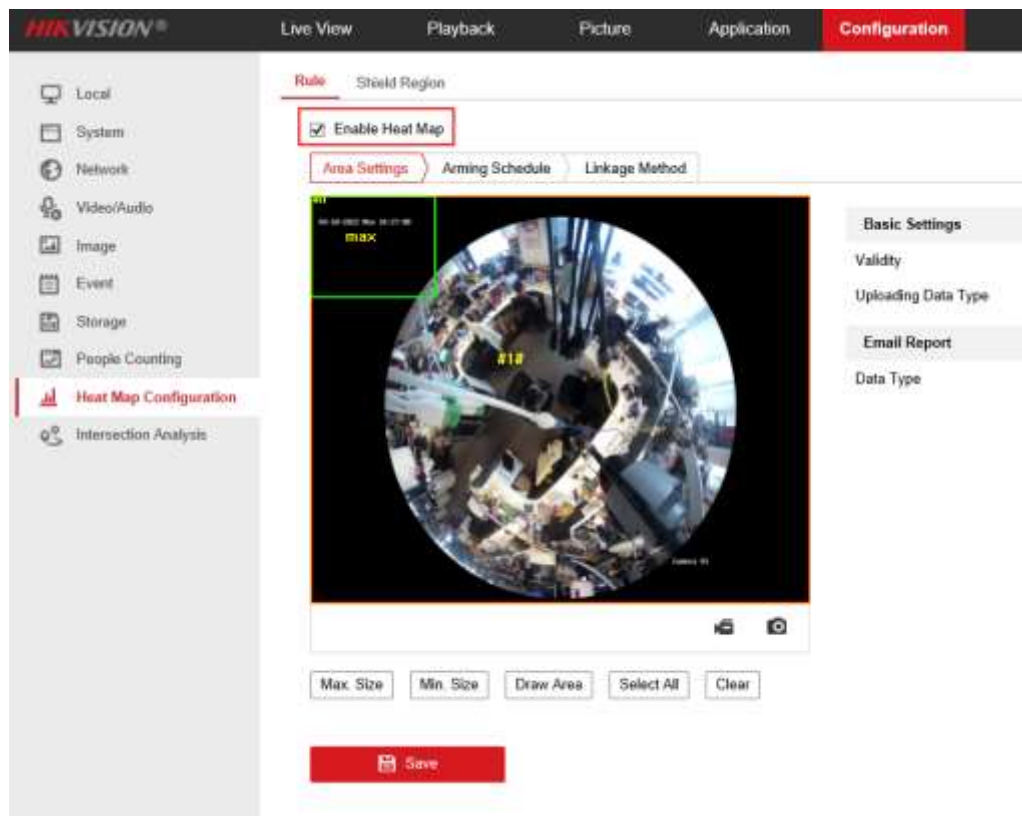 HIKVISION®
Live View Playback Picture Application Configuration
Local
System
Network
Video/Audio
Image
Event
Storage
People Counting
Heat Map Configuration
Intersection Analysis
Rule Shield Region
Enable Heat Map
Area Settings Arming Schedule Linkage Method
max
#1#
Camera 01
Basic Settings
Validity
Uploading Data Type
Email Report
Data Type
Max. Size Min. Size Draw Area Select All Clear
Save